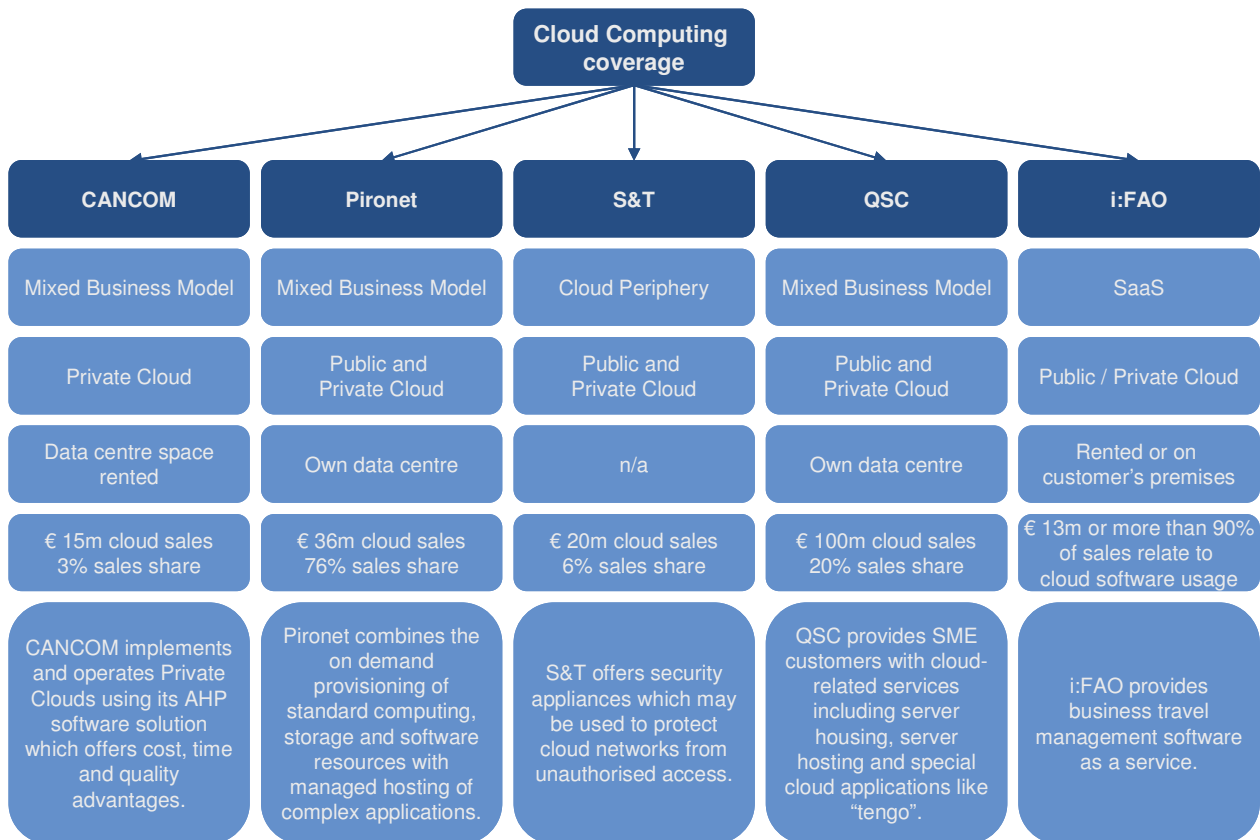 Cloud Computing
coverage
CANCOM
Pironet
S&T
QSC
i:FAO
Mixed Business Model
Mixed Business Model
Cloud Periphery
Mixed Business Model
SaaS
Private Cloud
Public and
Private Cloud
Public and
Private Cloud
Public and
Private Cloud
Public / Private Cloud
Data centre space
rented
Own data centre
n/a
Own data centre
Rented or on
customer’s premises
€ 15m cloud sales
3% sales share
€ 36m cloud sales
76% sales share
€ 20m cloud sales
6% sales share
€ 100m cloud sales
20% sales share
€ 13m or more than 90%
of sales relate to
cloud software usage
CANCOM implements
and operates Private
Clouds using its AHP
software solution
which offers cost, time
and quality
advantages.
Pironet combines the
on demand
provisioning of
standard computing,
storage and software
resources with
managed hosting of
complex applications.
S&T offers security
appliances which may
be used to protect
cloud networks from
unauthorised access.
QSC provides SME
customers with cloud-
related services
including server
housing, server
hosting and special
cloud applications like
“tengo”.
i:FAO provides
business travel
management software
as a service.